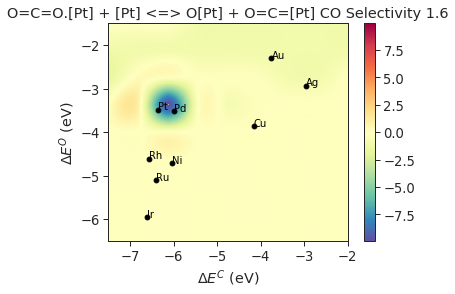 O=C=O.[Pt] + [Pt] <=> O[Pt] + O=C=[Pt] CO Selectivity 1.6
−2
−3
−4
−5
−6
ΔE^O (eV)
Au
Ag
Pt
Pd
Cu
Rh
Ni
Ru
Ir
−7
−6
−5
−4
−3
−2
ΔE^C (eV)
7.5
5.0
2.5
0.0
−2.5
−5.0
−7.5